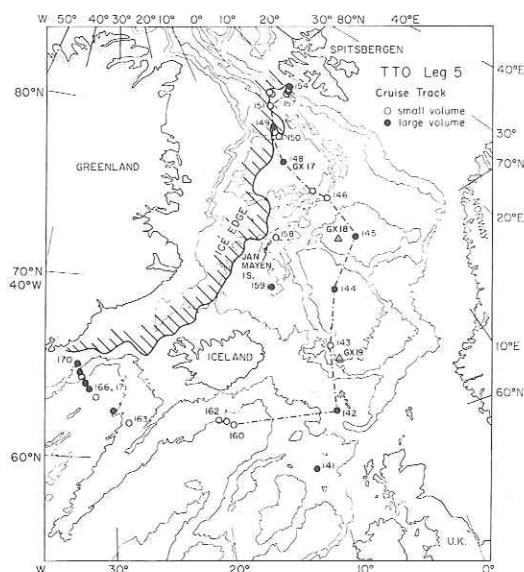 W 50° 40° 30° 20° 10° 0° 10° 20° 30° 80°N 40°E
SPITSBERGEN
TTO Leg 5
Cruise Track
○ small volume
● large volume
40°E
80°N
154
157
151
149
150
30°
148
GX17
70°N
GREENLAND
146
NORWAY
20°E
ICE EDGE
158
GX18
145
JAN
MAYEN
IS.
70°N
40°W
159
144
10°E
143
ICELAND
GX19
170
166, 171
60°N
163
162
160
142
141
60°N
0°
U.K.
W 30° 20° 10° 0°